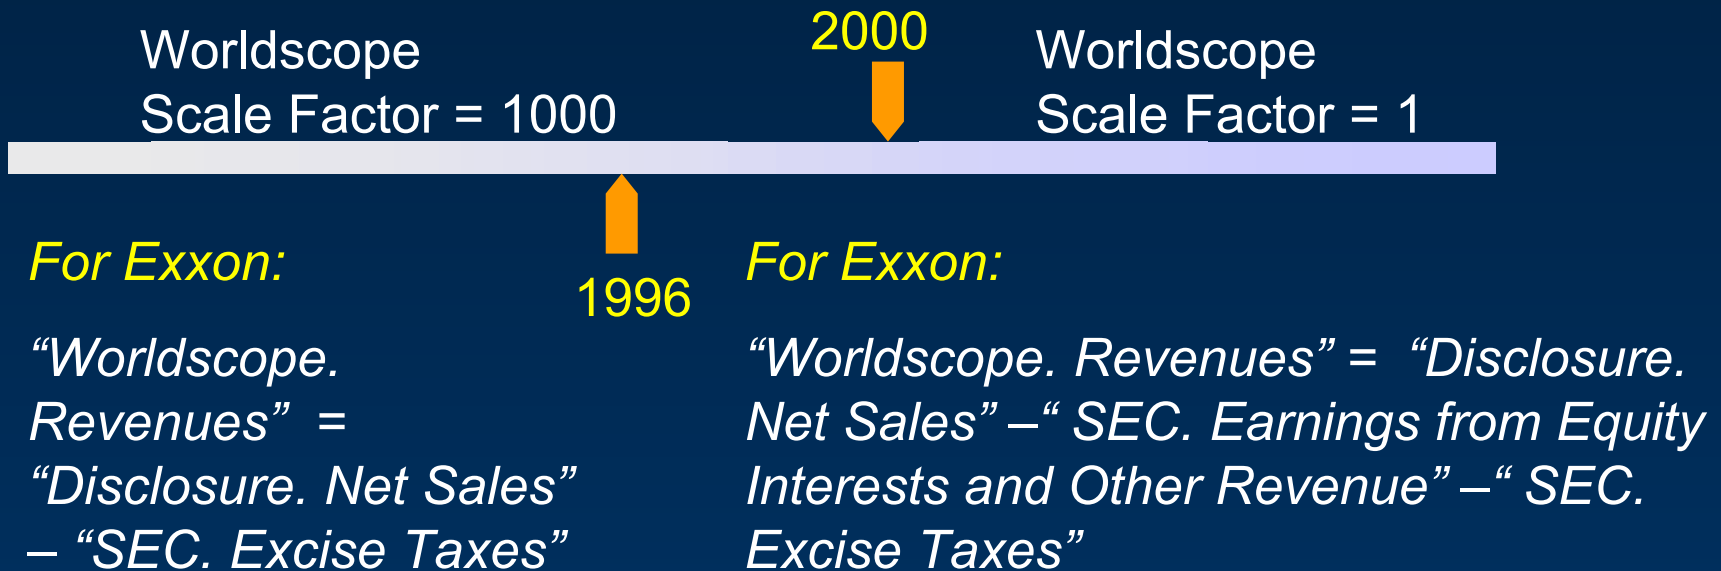 Worldscope
Scale Factor = 1000
2000
Worldscope
Scale Factor = 1
For Exxon:
1996
“Worldscope.
Revenues” =
“Disclosure. Net Sales”
– “SEC. Excise Taxes”
For Exxon:
“Worldscope. Revenues” = “Disclosure.
Net Sales” –“ SEC. Earnings from Equity
Interests and Other Revenue” –“ SEC.
Excise Taxes”